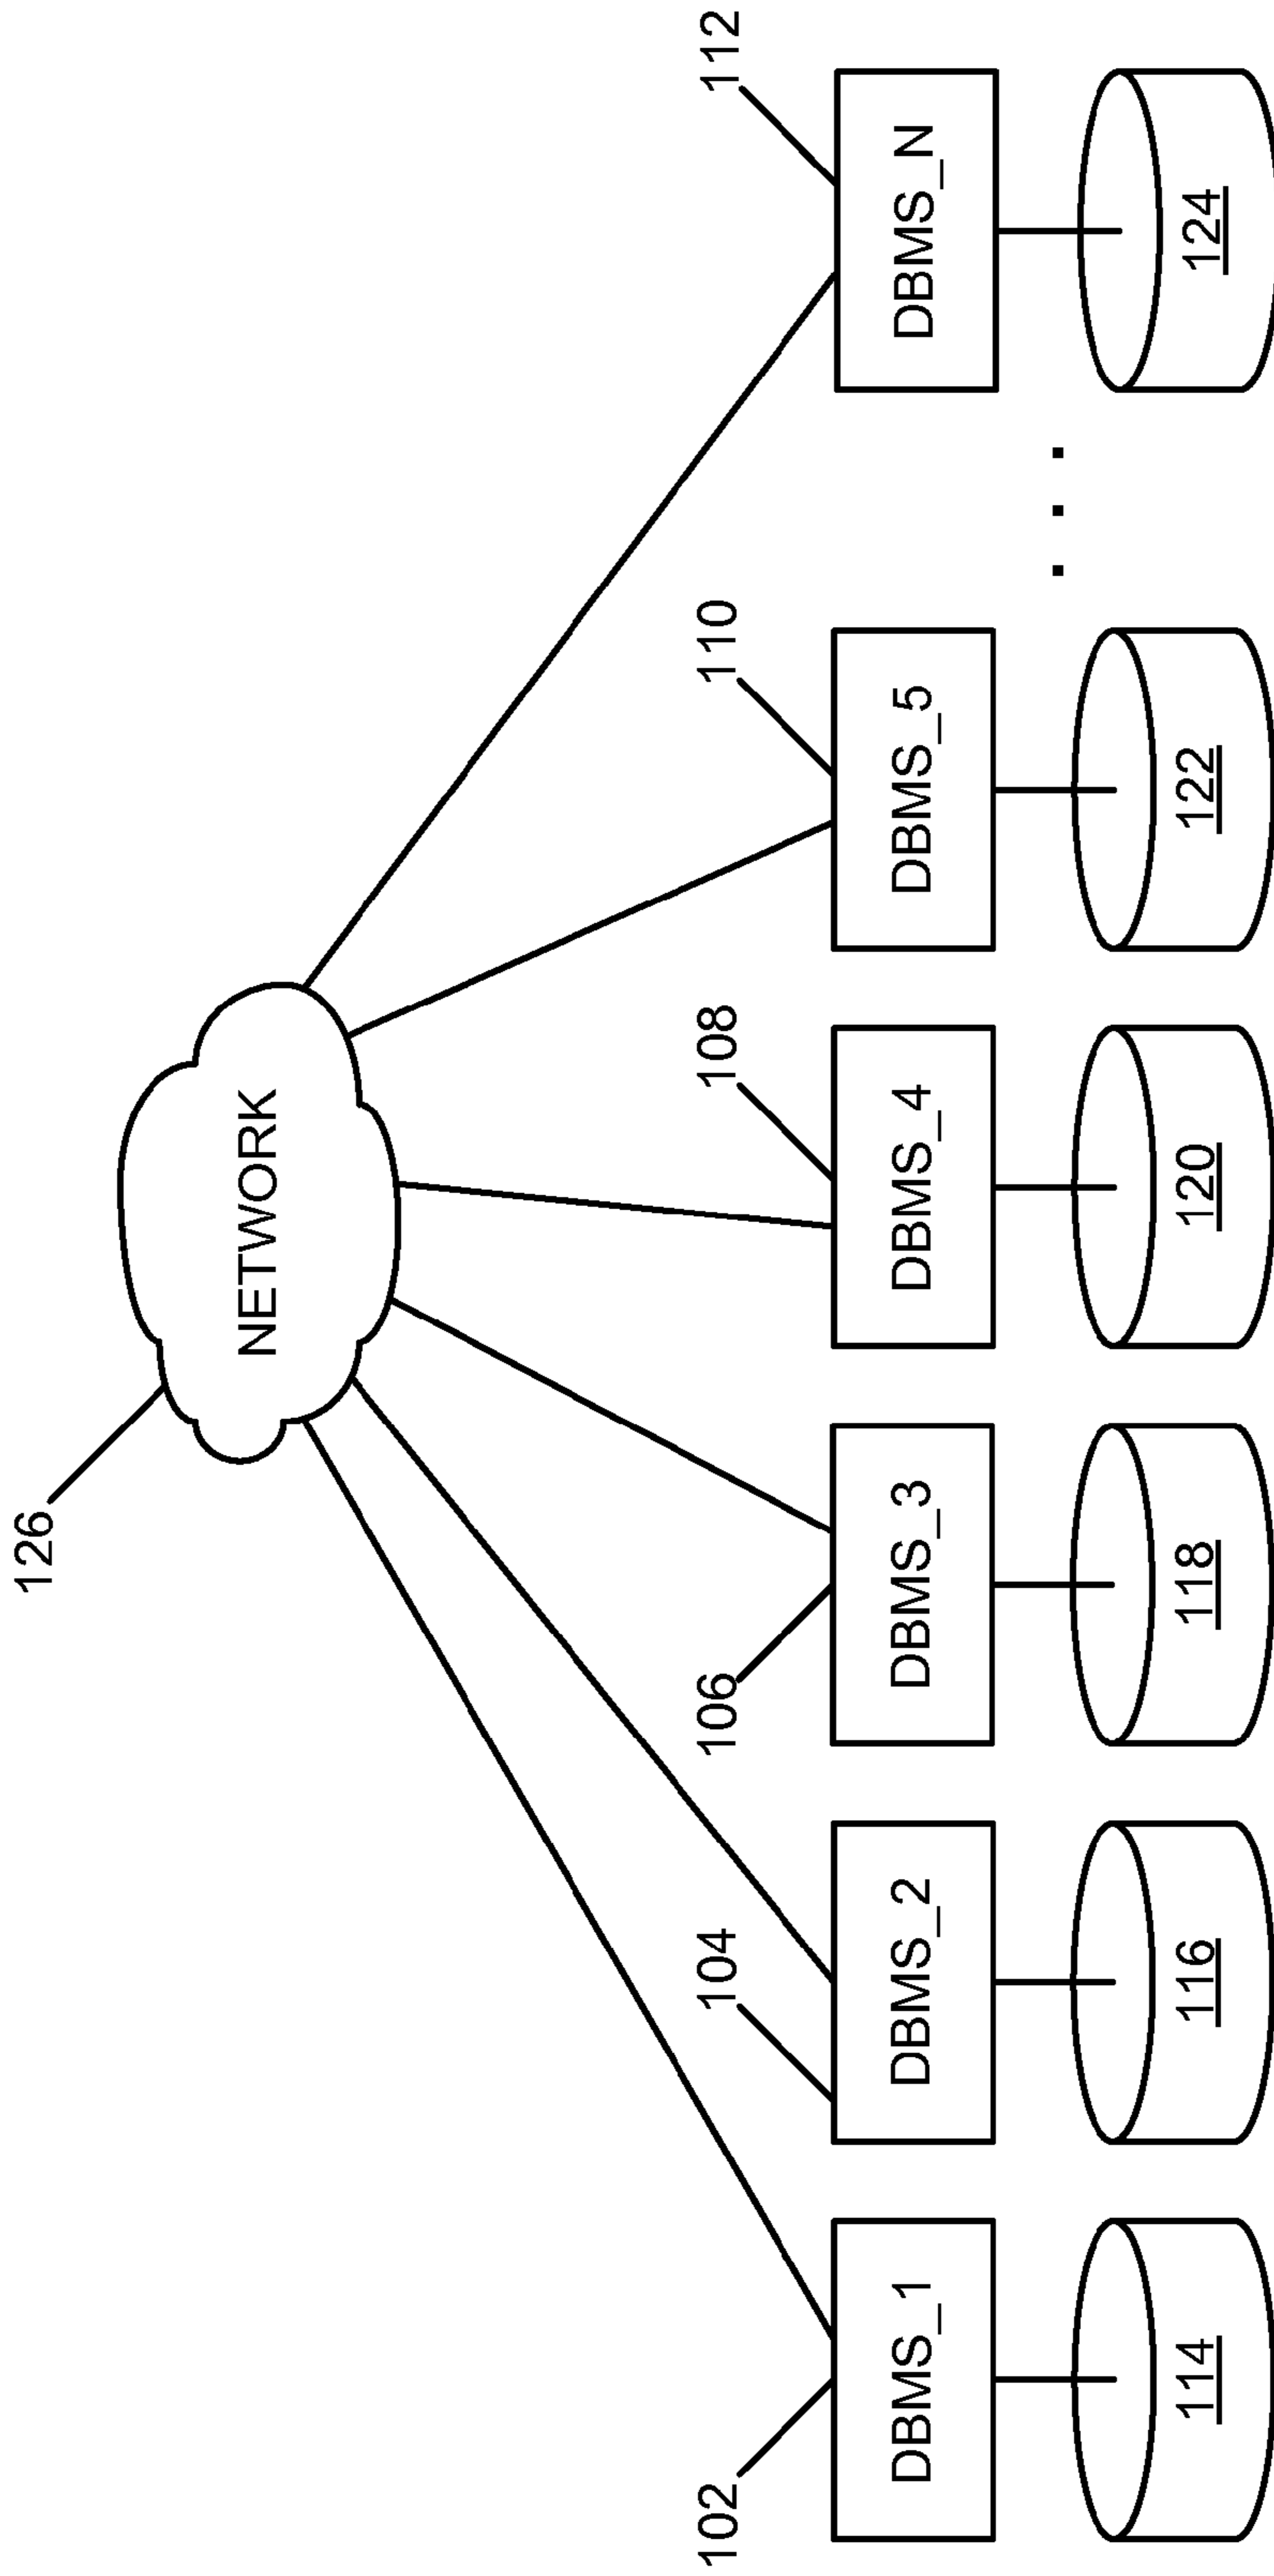 126
NETWORK
102
104
106
108
110
112
DBMS_1
DBMS_2
DBMS_3
DBMS_4
DBMS_5
DBMS_N
. . .
114
116
118
120
122
124